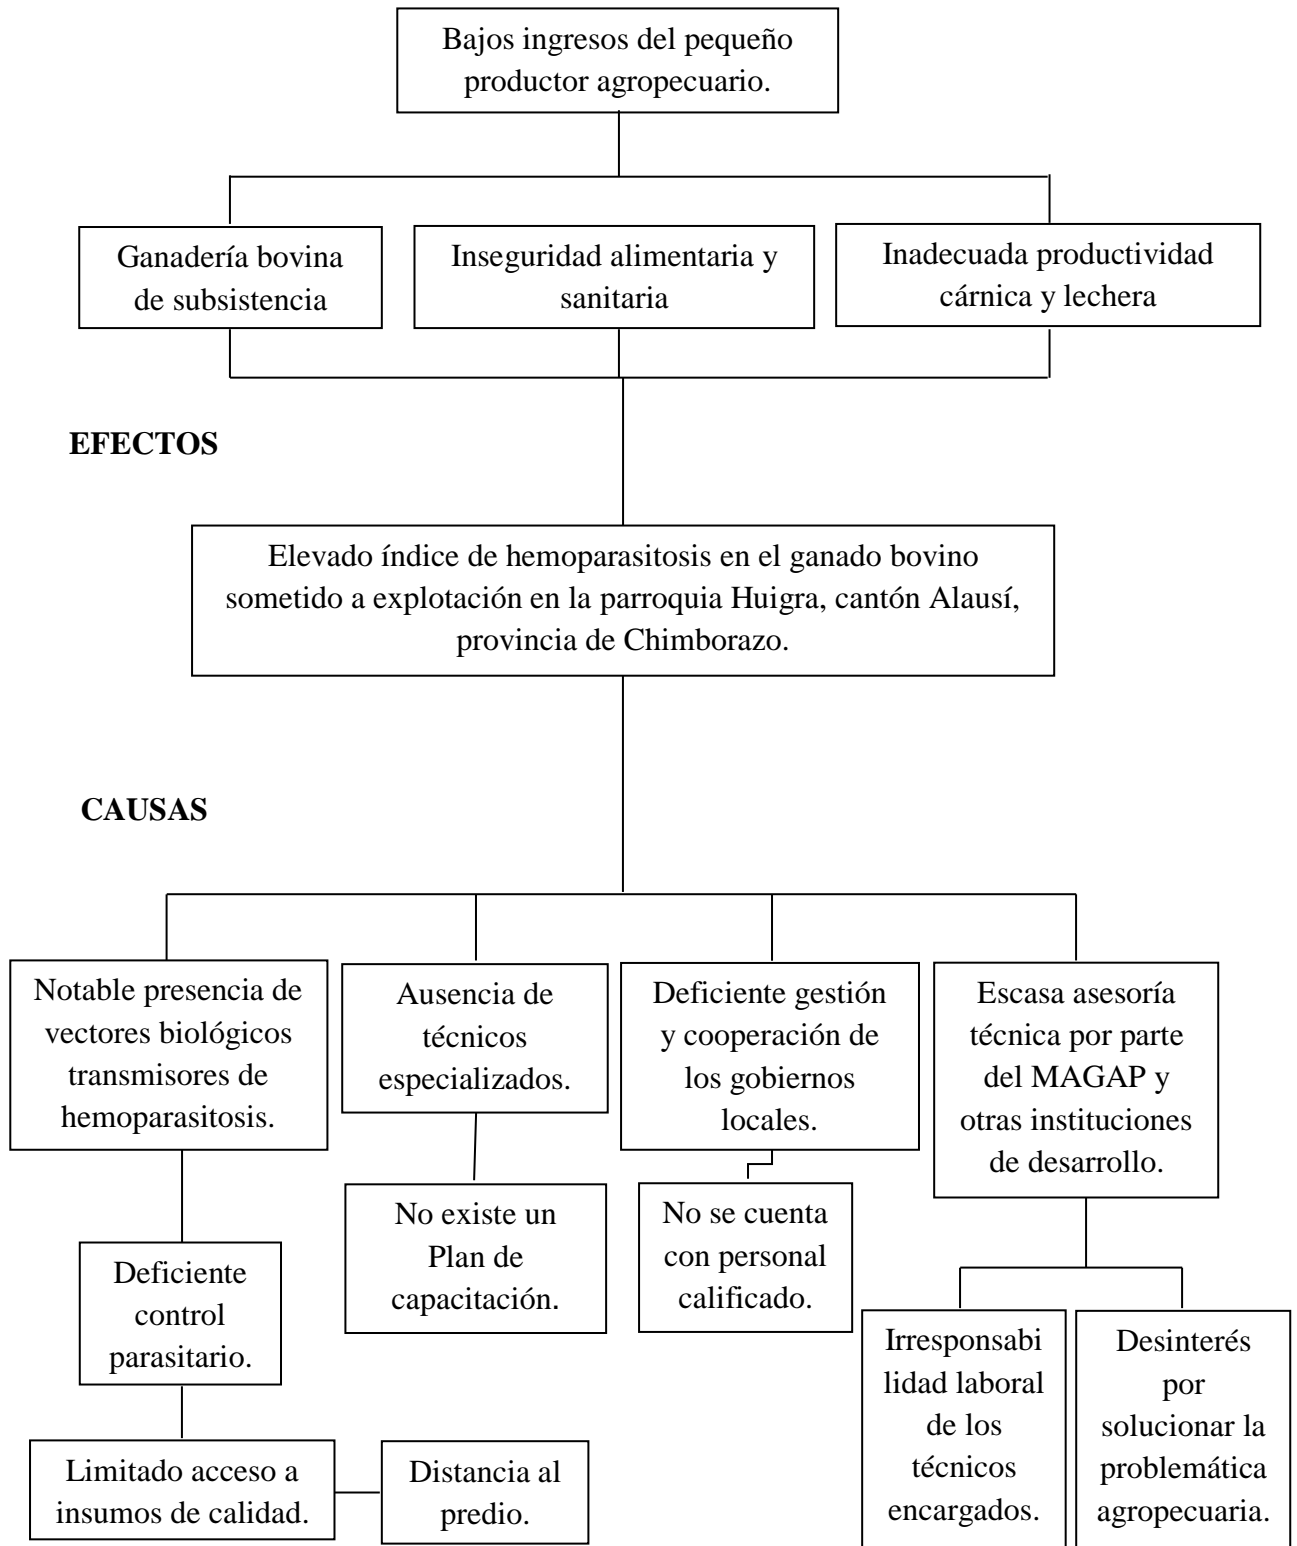 Bajos ingresos del pequeño
productor agropecuario.
Ganadería bovina
de subsistencia
Inseguridad alimentaria y
sanitaria
Inadecuada productividad
cárnica y lechera
EFECTOS
Elevado índice de hemoparasitosis en el ganado bovino
sometido a explotación en la parroquia Huigra, cantón Alausí,
provincia de Chimborazo.
CAUSAS
Notable presencia de
vectores biológicos
transmisores de
hemoparasitosis.
Ausencia de
técnicos
especializados.
Deficiente gestión
y cooperación de
los gobiernos
locales.
Escasa asesoría
técnica por parte
del MAGAP y
otras instituciones
de desarrollo.
Deficiente
control
parasitario.
No existe un
Plan de
capacitación.
No se cuenta
con personal
calificado.
Irresponsabi
lidad laboral
de los
técnicos
encargados.
Desinterés
por
solucionar la
problemática
agropecuaria.
Limitado acceso a
insumos de calidad.
Distancia al
predio.